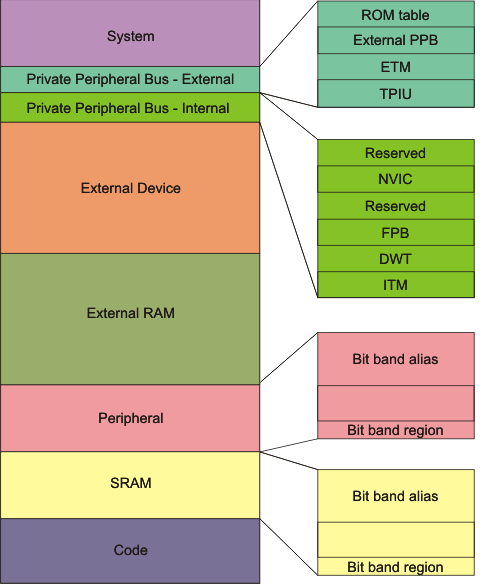 System
Private Peripheral Bus - External
Private Peripheral Bus - Internal
External Device
External RAM
Peripheral
SRAM
Code
ROM table
External PPB
ETM
TPIU
Reserved
NVIC
Reserved
FPB
DWT
ITM
Bit band alias
Bit band region
Bit band alias
Bit band region